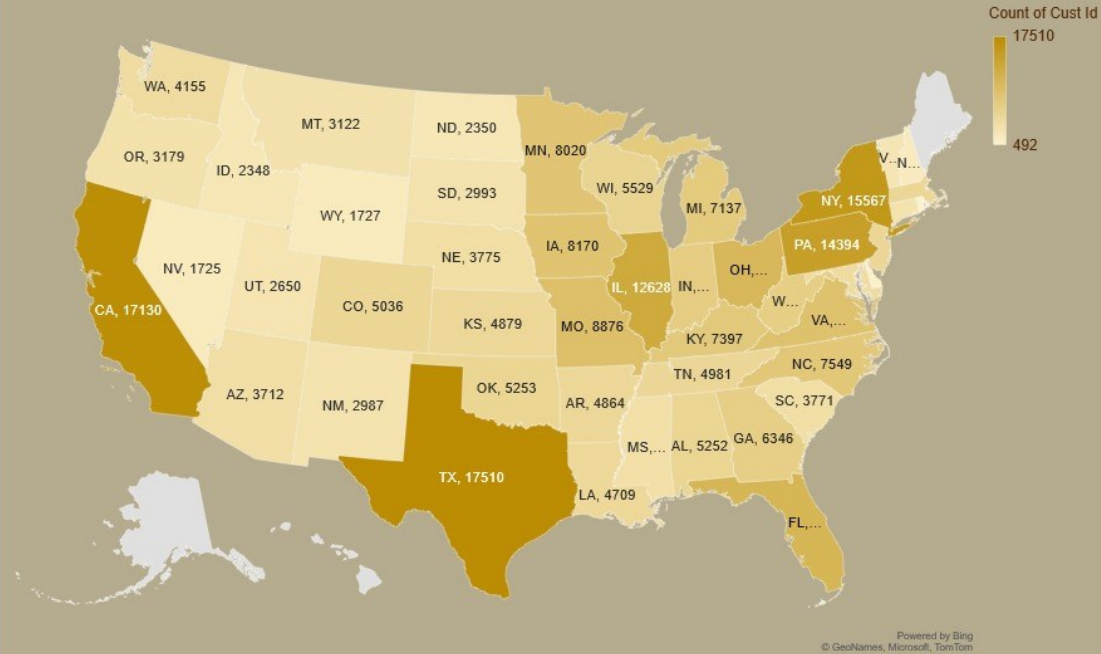 Count of Cust Id
17510
492
WA, 4155
MT, 3122
ND, 2350
MN, 8020
OR, 3179
ID, 2348
SD, 2993
WI, 5529
MI, 7137
V...
N...
NY, 15567
WY, 1727
IA, 8170
PA, 14394
NE, 3775
NV, 1725
UT, 2650
IL, 12628
IN,...
OH,...
CA, 17130
CO, 5036
W...
KS, 4879
MO, 8876
VA,...
KY, 7397
NC, 7549
TN, 4981
AZ, 3712
NM, 2987
OK, 5253
AR, 4864
SC, 3771
MS,...
AL, 5252
GA, 6346
TX, 17510
LA, 4709
FL,...
Powered by Bing
© GeoNames, Microsoft, TomTom